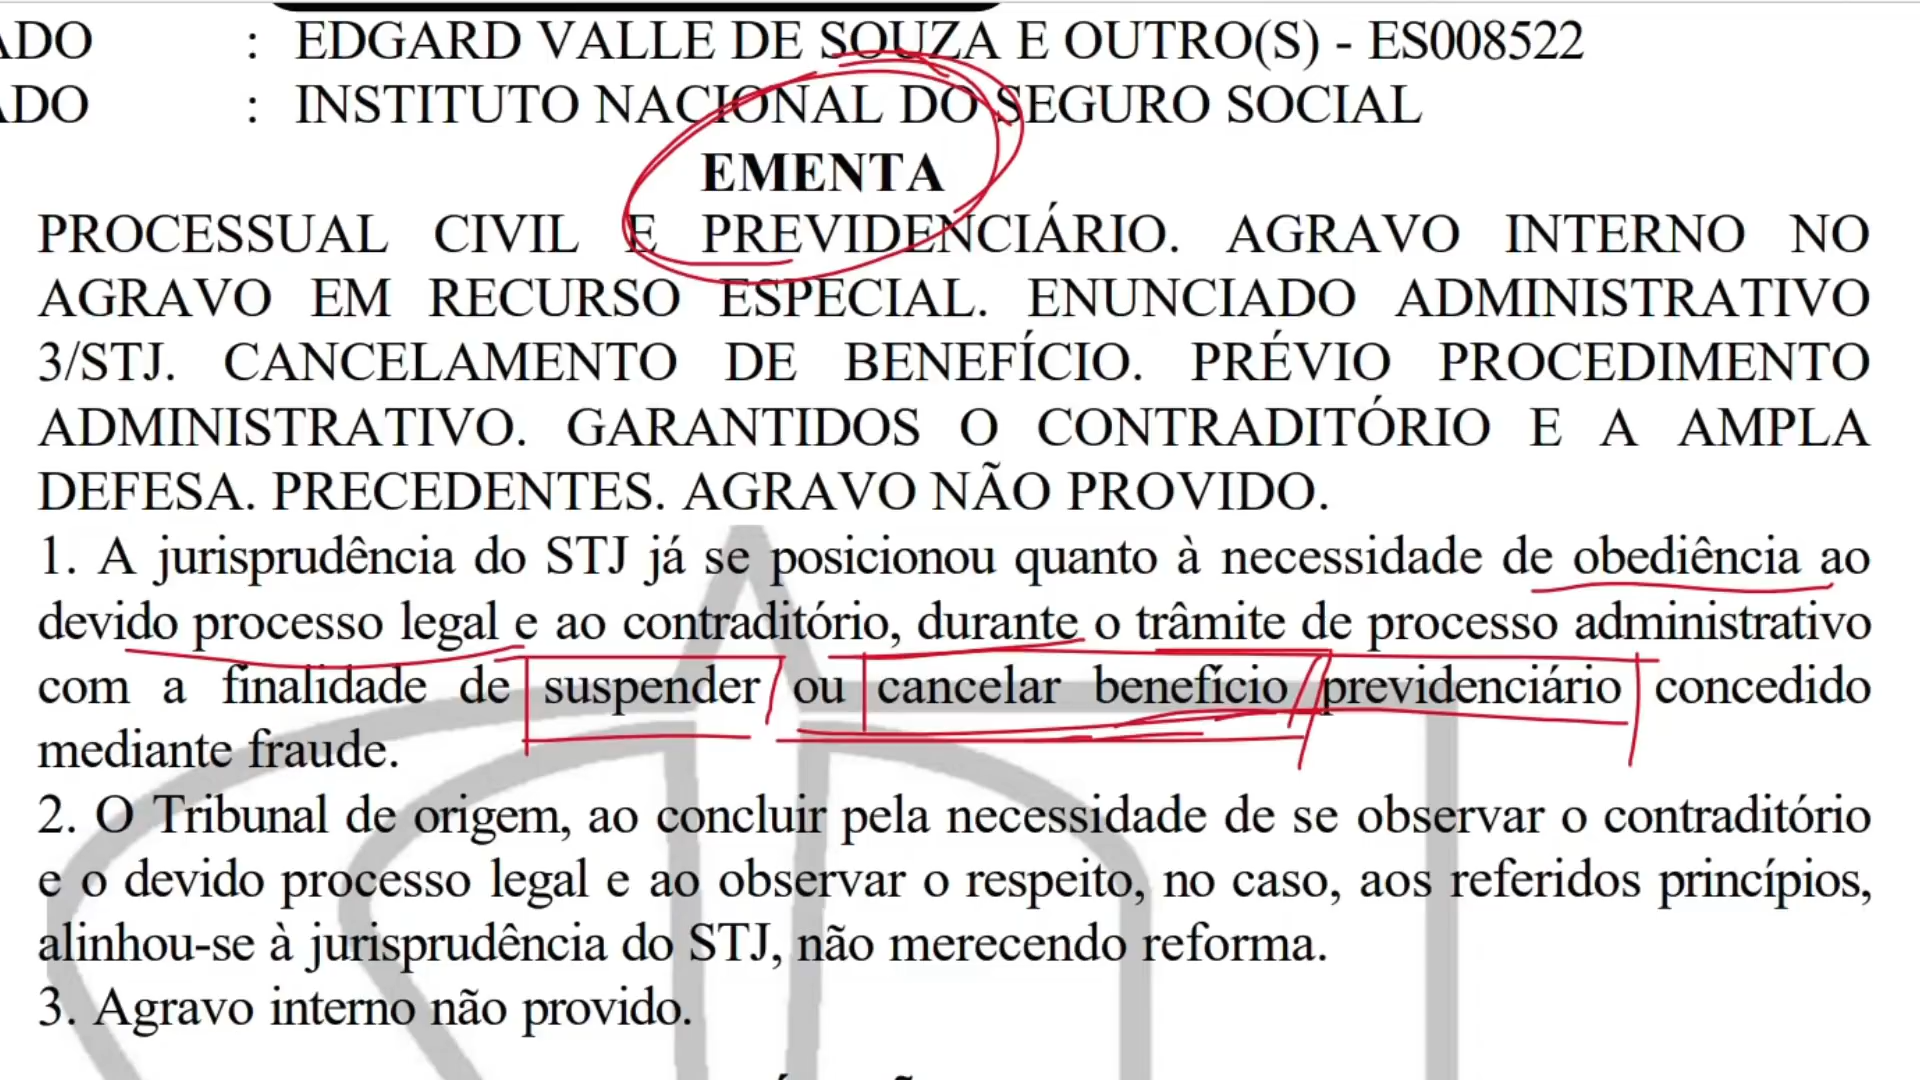 ADO : EDGARD VALLE DE SOUZA E OUTRO(S) - ES008522
ADO : INSTITUTO NACIONAL DO SEGURO SOCIAL
EMENTA
PROCESSUAL CIVIL E PREVIDENCIÁRIO. AGRAVO INTERNO NO
AGRAVO EM RECURSO ESPECIAL. ENUNCIADO ADMINISTRATIVO
3/STJ. CANCELAMENTO DE BENEFÍCIO. PRÉVIO PROCEDIMENTO
ADMINISTRATIVO. GARANTIDOS O CONTRADITÓRIO E A AMPLA
DEFESA. PRECEDENTES. AGRAVO NÃO PROVIDO.
1. A jurisprudência do STJ já se posicionou quanto à necessidade de obediência ao
devido processo legal e ao contraditório, durante o trâmite de processo administrativo
com a finalidade de suspender ou cancelar benefício previdenciário concedido
mediante fraude.
2. O Tribunal de origem, ao concluir pela necessidade de se observar o contraditório
e o devido processo legal e ao observar o respeito, no caso, aos referidos princípios,
alinhou-se à jurisprudência do STJ, não merecendo reforma.
3. Agravo interno não provido.